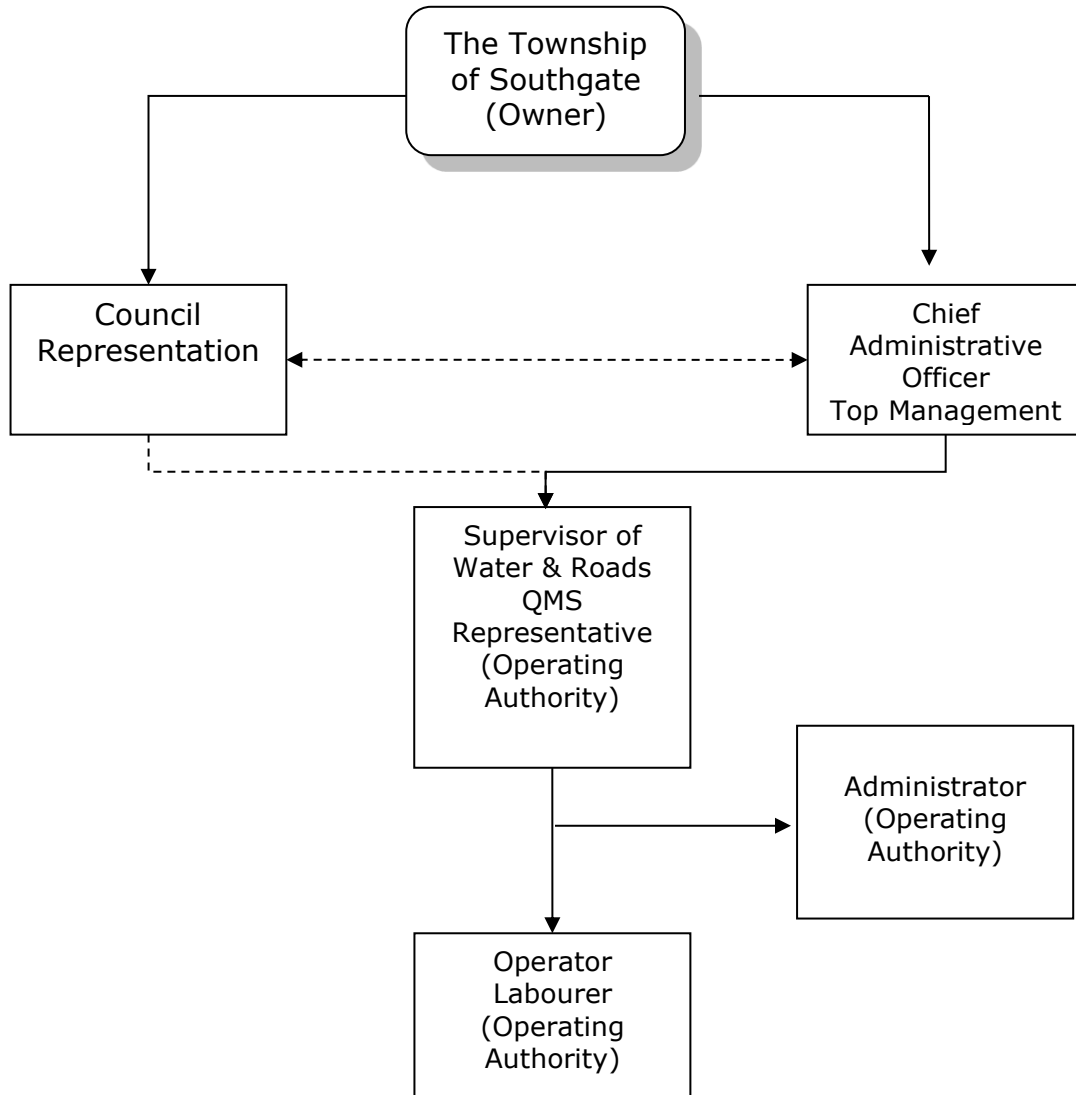 The Township
of Southgate
(Owner)
Council
Representation
Chief
Administrative
Officer
Top Management
Supervisor of
Water & Roads
QMS
Representative
(Operating
Authority)
Administrator
(Operating
Authority)
Operator
Labourer
(Operating
Authority)